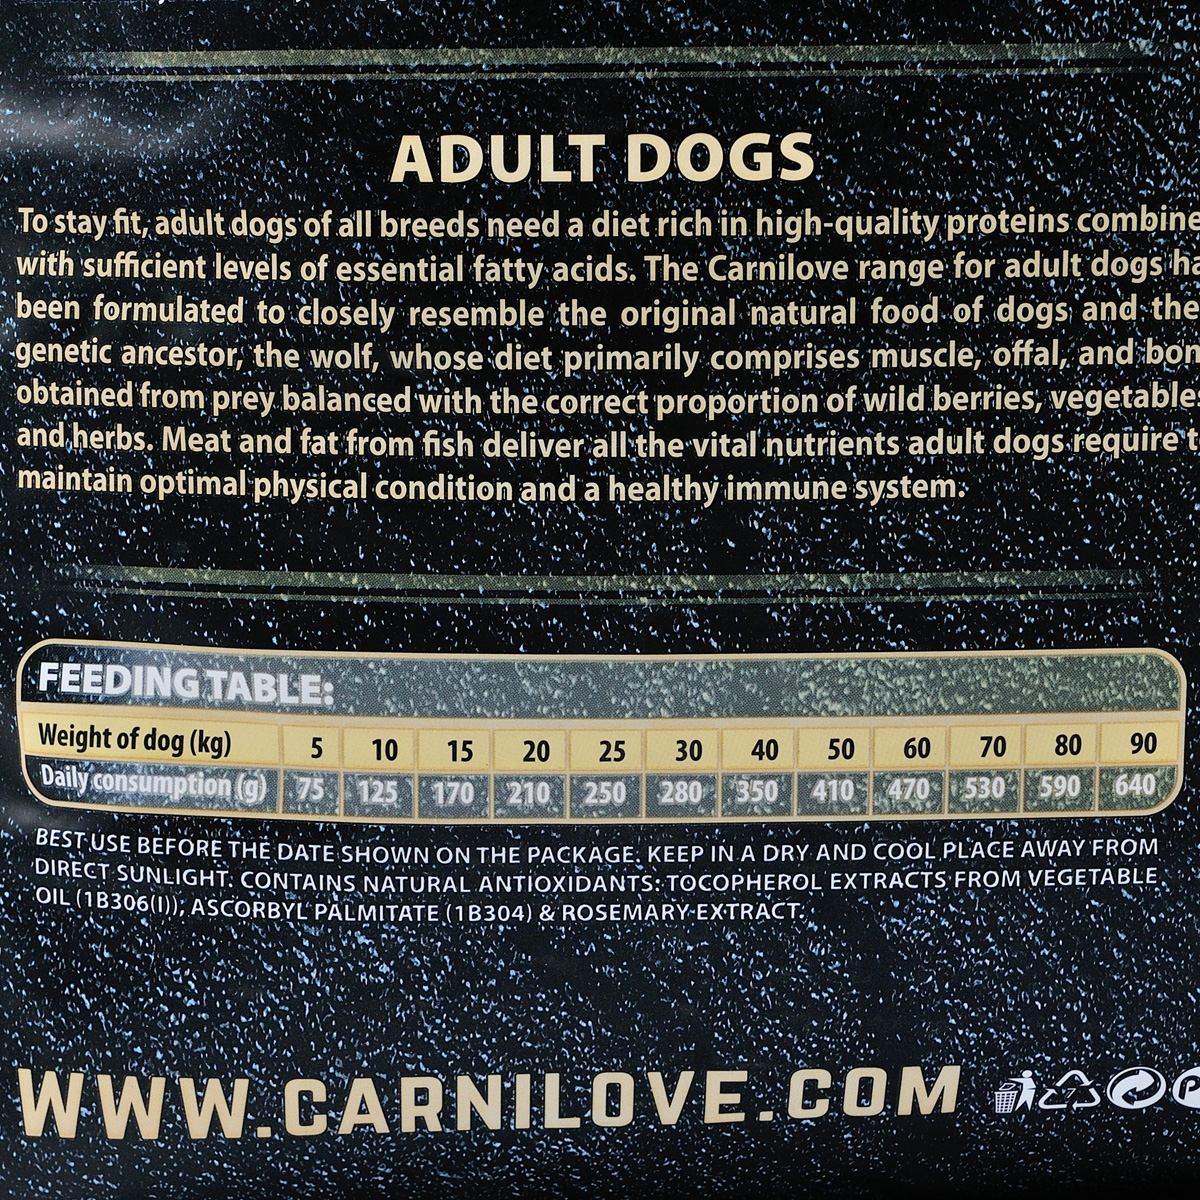 ADULT DOGS
To stay fit, adult dogs of all breeds need a diet rich in high-quality proteins combine
with sufficient levels of essential fatty acids. The Carnilove range for adult dogs ha
been formulated to closely resemble the original natural food of dogs and the
genetic ancestor, the wolf, whose diet primarily comprises muscle, offal, and bon
obtained from prey balanced with the correct proportion of wild berries, vegetable
and herbs. Meat and fat from fish deliver all the vital nutrients adult dogs require t
maintain optimal physical condition and a healthy immune system.
FEEDING TABLE:
Weight of dog (kg) 5 10 15 20 25 30 40 50 60 70 80 90
Daily consumption (g) 75 125 170 210 250 280 350 410 470 530 590 640
BEST USE BEFORE THE DATE SHOWN ON THE PACKAGE. KEEP IN A DRY AND COOL PLACE AWAY FROM
DIRECT SUNLIGHT. CONTAINS NATURAL ANTIOXIDANTS: TOCOPHEROL EXTRACTS FROM VEGETABLE
OIL (1B306(I)), ASCORBYL PALMITATE (1B304) & ROSEMARY EXTRACT.
WWW.CARNILOVE.COM